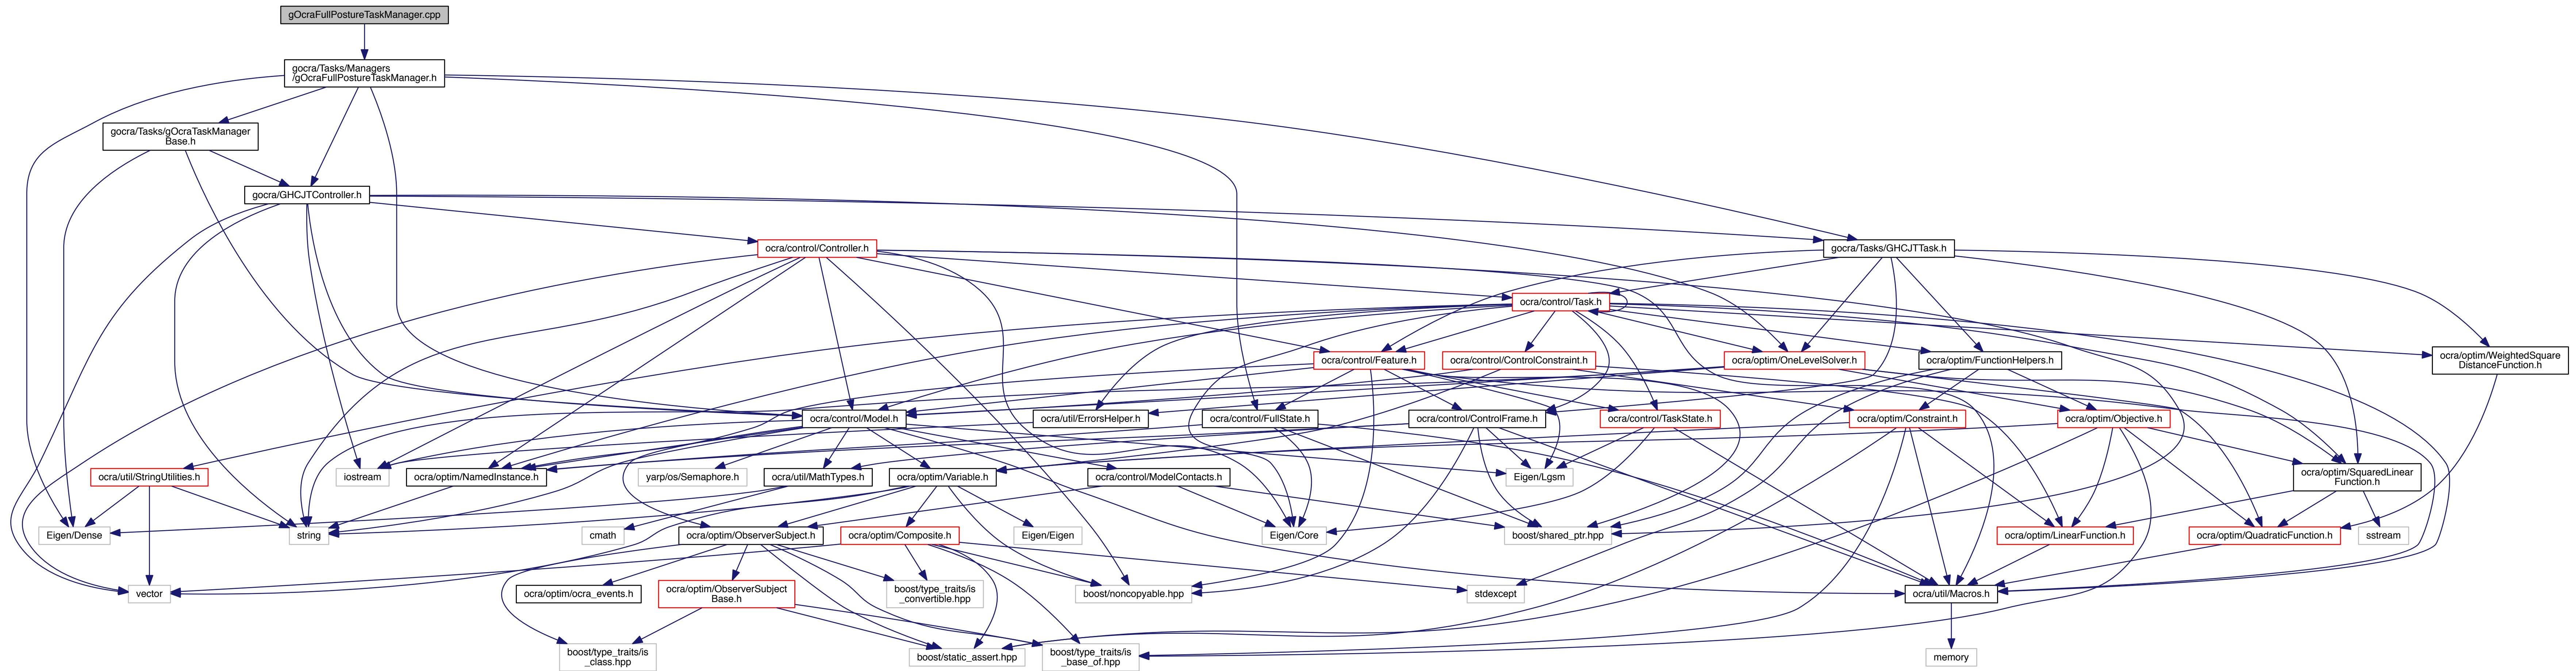 gOcraFullPostureTaskManager.cpp
gocra/Tasks/Managers
/gOcraFullPostureTaskManager.h
gocra/Tasks/gOcraTaskManager
Base.h
gocra/GHCJTController.h
ocra/control/Controller.h
gocra/Tasks/GHCJTTask.h
ocra/control/Task.h
ocra/control/Feature.h
ocra/control/ControlConstraint.h
ocra/optim/OneLevelSolver.h
ocra/optim/FunctionHelpers.h
ocra/optim/WeightedSquare
DistanceFunction.h
ocra/control/Model.h
ocra/util/ErrorsHelper.h
ocra/control/FullState.h
ocra/control/ControlFrame.h
ocra/control/TaskState.h
ocra/optim/Constraint.h
ocra/optim/Objective.h
ocra/util/StringUtilities.h
iostream
ocra/optim/NamedInstance.h
yarp/os/Semaphore.h
ocra/util/MathTypes.h
ocra/optim/Variable.h
ocra/control/ModelContacts.h
Eigen/Lgsm
ocra/optim/SquaredLinear
Function.h
Eigen/Dense
string
cmath
ocra/optim/ObserverSubject.h
ocra/optim/Composite.h
Eigen/Eigen
Eigen/Core
boost/shared_ptr.hpp
ocra/optim/LinearFunction.h
ocra/optim/QuadraticFunction.h
sstream
vector
ocra/optim/ocra_events.h
ocra/optim/ObserverSubject
Base.h
boost/type_traits/is
_convertible.hpp
boost/noncopyable.hpp
stdexcept
ocra/util/Macros.h
boost/type_traits/is
_class.hpp
boost/static_assert.hpp
boost/type_traits/is
_base_of.hpp
memory